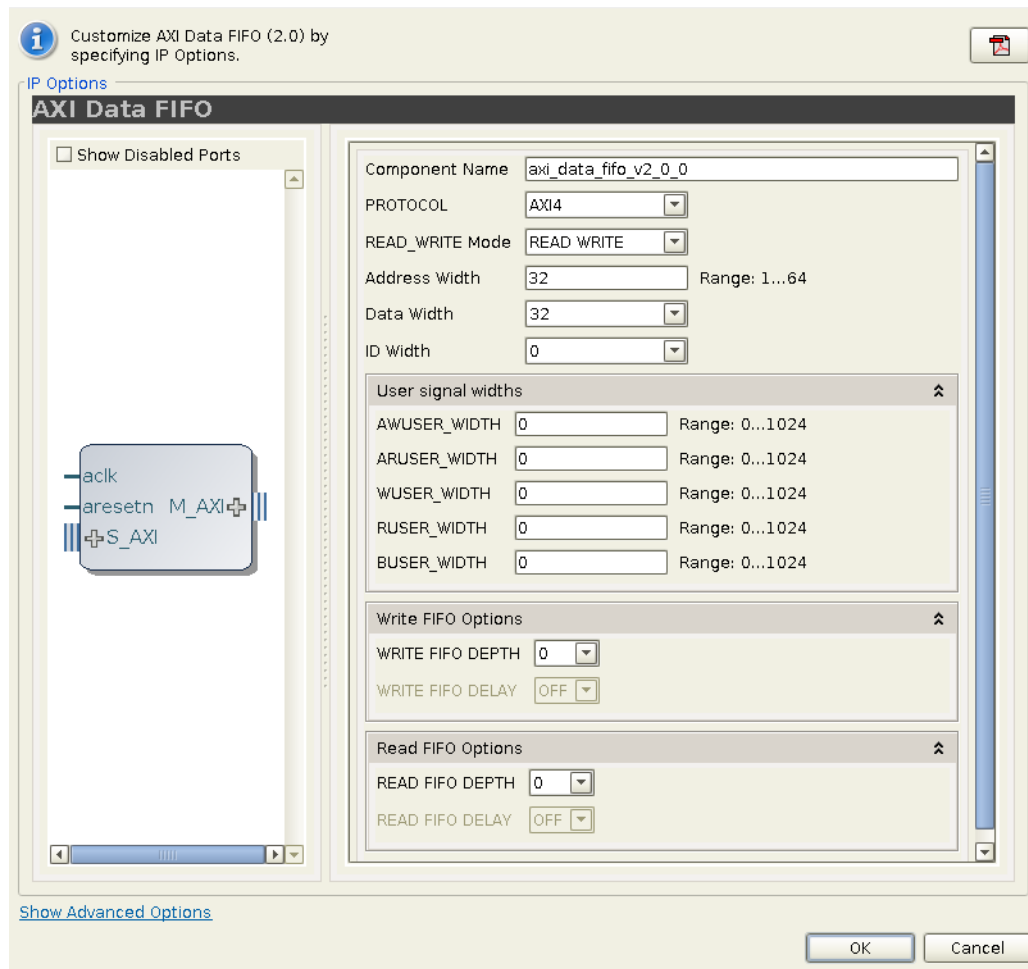 Customize AXI Data FIFO (2.0) by
specifying IP Options.
IP Options
AXI Data FIFO
Show Disabled Ports
aclk
aresetn M_AXI
S_AXI
Component Name axi_data_fifo_v2_0_0
PROTOCOL AXI4
READ_WRITE Mode READ WRITE
Address Width 32 Range: 1...64
Data Width 32
ID Width 0
User signal widths
AWUSER_WIDTH 0 Range: 0...1024
ARUSER_WIDTH 0 Range: 0...1024
WUSER_WIDTH 0 Range: 0...1024
RUSER_WIDTH 0 Range: 0...1024
BUSER_WIDTH 0 Range: 0...1024
Write FIFO Options
WRITE FIFO DEPTH 0
WRITE FIFO DELAY OFF
Read FIFO Options
READ FIFO DEPTH 0
READ FIFO DELAY OFF
Show Advanced Options
OK Cancel